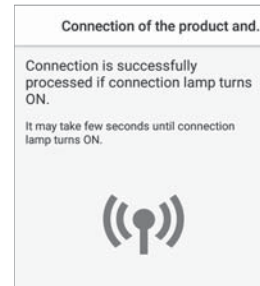 Connection of the product and.
Connection is successfully
processed if connection lamp turns
ON.
It may take few seconds until connection
lamp turns ON.